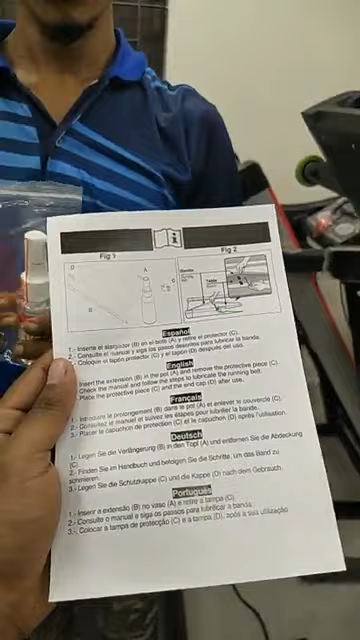 Fig 1 Fig 2
D A
C
B
Español
1.- Inserte el alargador (B) en el bote (A) y retire el protector (C).
2.- Consulte el manual y siga los pasos descritos para lubricar la banda.
3.- Coloque el tapón protector (C) y el tapón (D) después del uso.
English
Insert the extension (B) in the pot (A) and remove the protective piece (C).
Check the manual and follow the steps to lubricate the running belt.
Place the protective piece (C) and the end cap (D) after use.
Français
1.- Introduire le prolongement (B) dans le pot (A) et enlever le couvercle (C).
2.- Consultez le manuel et suivez les étapes pour lubrifier la bande.
3.- Placer la capuchon de protection (C) et le capuchon (D) après l'utilisation.
Deutsch
1.- Legen Sie die Verlängerung (B) in den Topf (A) und entfernen Sie die Abdeckung
(C).
2.- Finden Sie im Handbuch und befolgen Sie die Schritte, um das Band zu
schmieren.
3.- Legen Sie die Schutzkappe (C) und die Kappe (D) nach dem Gebrauch.
Português
1.- Inserir a extensão (B) no vaso (A) e retire a tampa (C).
2.- Consulte o manual e siga os passos para lubrificar a banda.
3.-. Colocar a tampa de protecção (C) e a tampa (D), após a sua utilização